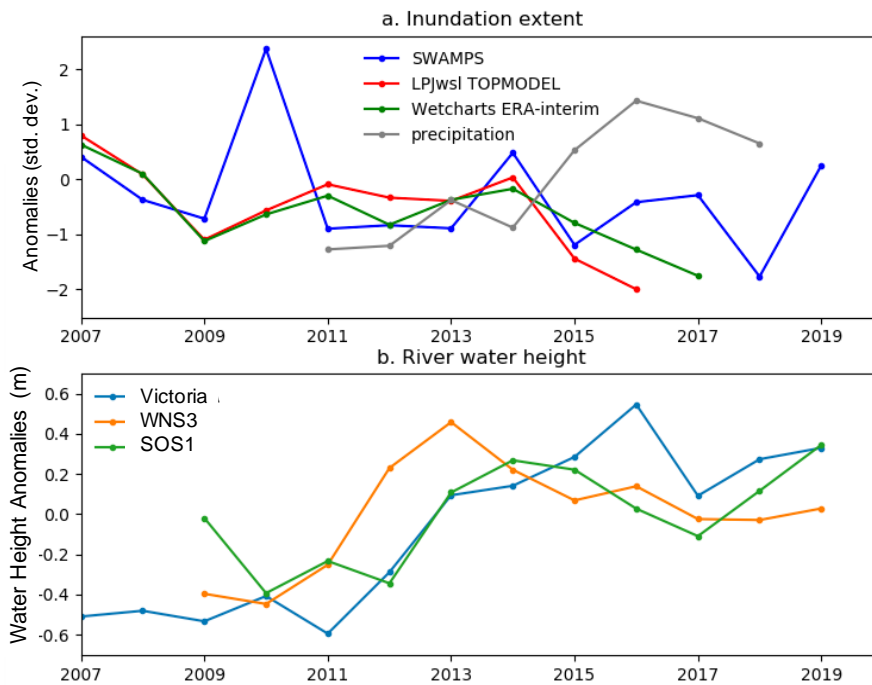 a. Inundation extent
Anomalies (std. dev.)
2
1
0
−1
−2
SWAMPS
LPJwsl TOPMODEL
Wetcharts ERA-interim
precipitation
2007
2009
2011
2013
2015
2017
2019
b. River water height
Water Height Anomalies (m)
0.6
0.4
0.2
0.0
-0.2
-0.4
-0.6
Victoria
WNS3
SOS1
2007
2009
2011
2013
2015
2017
2019